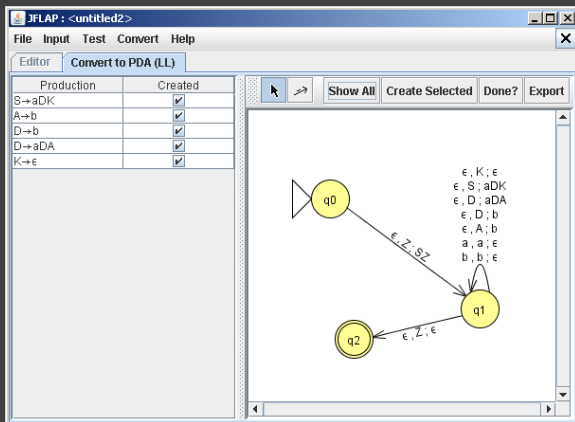 JFLAP : <untitled2>
File Input Test Convert Help
Editor Convert to PDA (LL)
Production Created
S→aDK
A→b
D→b
D→aDA
K→ϵ
Show All Create Selected Done? Export
ϵ , K ; ϵ
ϵ , S ; aDK
ϵ , D ; aDA
ϵ , D ; b
ϵ , A ; b
a , a ; ϵ
b , b ; ϵ
q0
ϵ , Z ; SZ
q1
q2
ϵ , Z ; ϵ